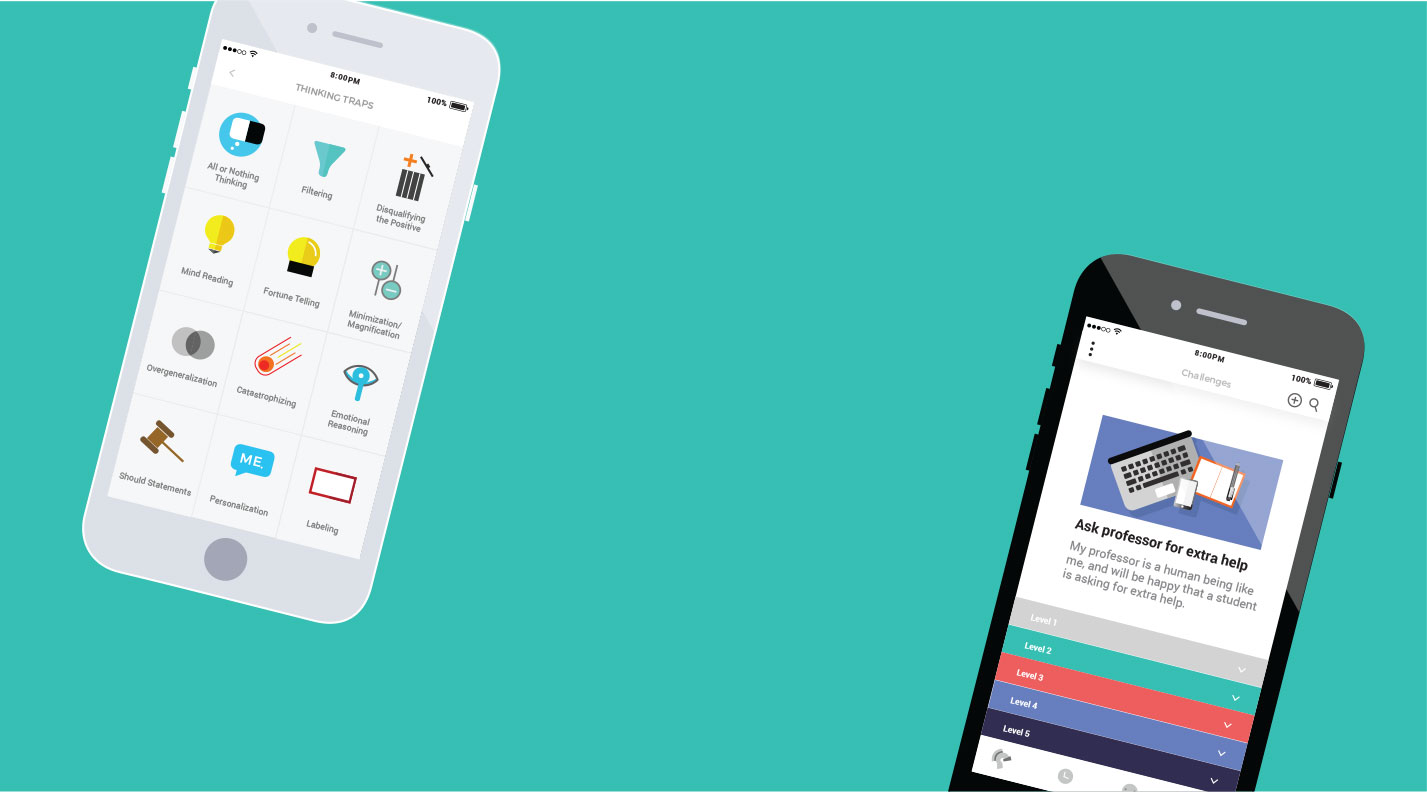 8:00PM
100%
THINKING TRAPS
All or Nothing
Thinking
Filtering
Disqualifying
the Positive
Mind Reading
Fortune Telling
Minimization/
Magnification
Overgeneralization
Catastrophizing
Emotional
Reasoning
Should Statements
ME,
Personalization
Labeling
8:00PM
100%
Challenges
Ask professor for extra help
My professor is a human being like
me, and will be happy that a student
is asking for extra help.
Level 1
Level 2
Level 3
Level 4
Level 5